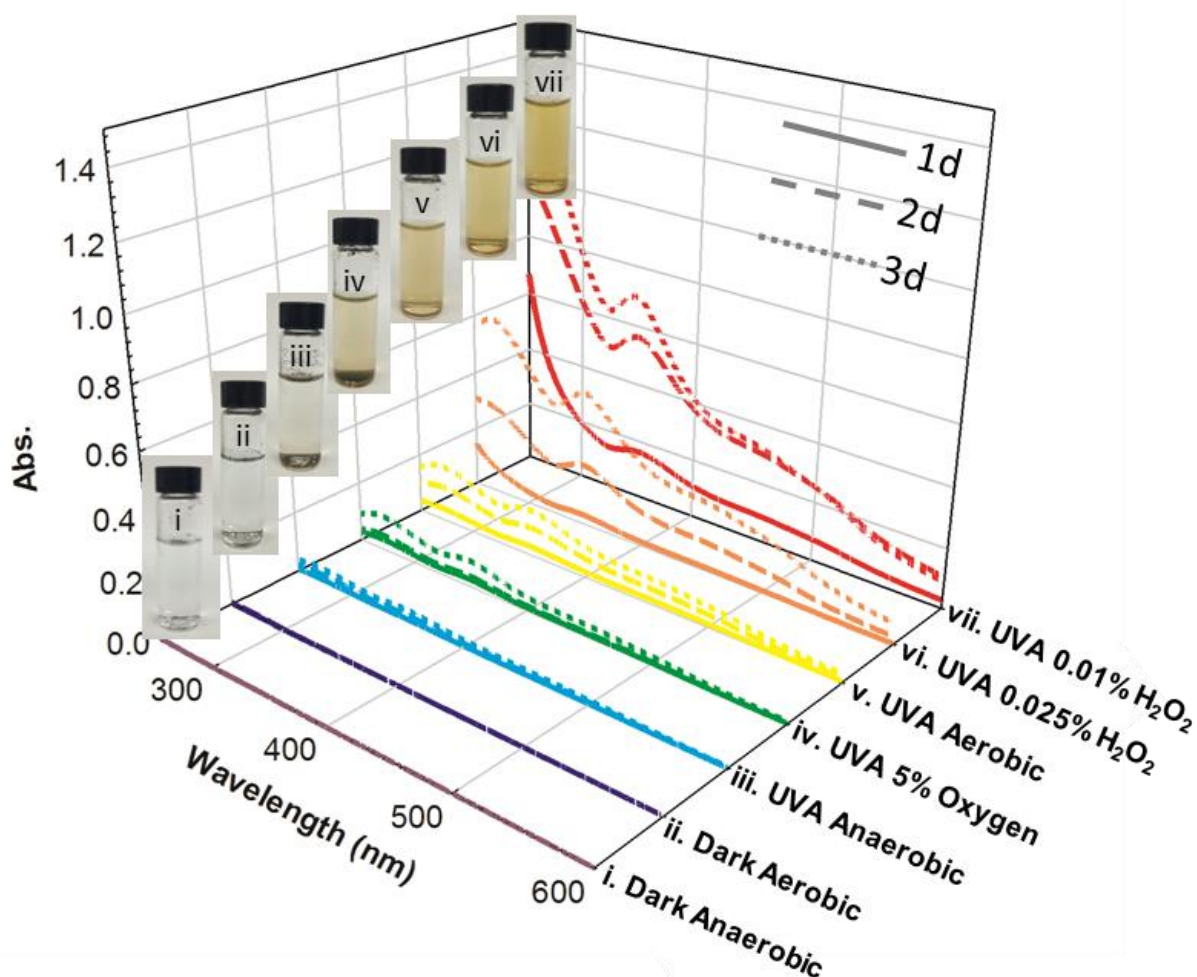 vii
vi
v
iv
iii
ii
i
1d
2d
3d
1.4
1.2
1.0
0.8
0.6
0.4
0.2
0.0
Abs.
300
400
500
600
Wavelength (nm)
vii. UVA 0.01% H₂O₂
vi. UVA 0.025% H₂O₂
v. UVA Aerobic
iv. UVA 5% Oxygen
iii. UVA Anaerobic
ii. Dark Aerobic
i. Dark Anaerobic